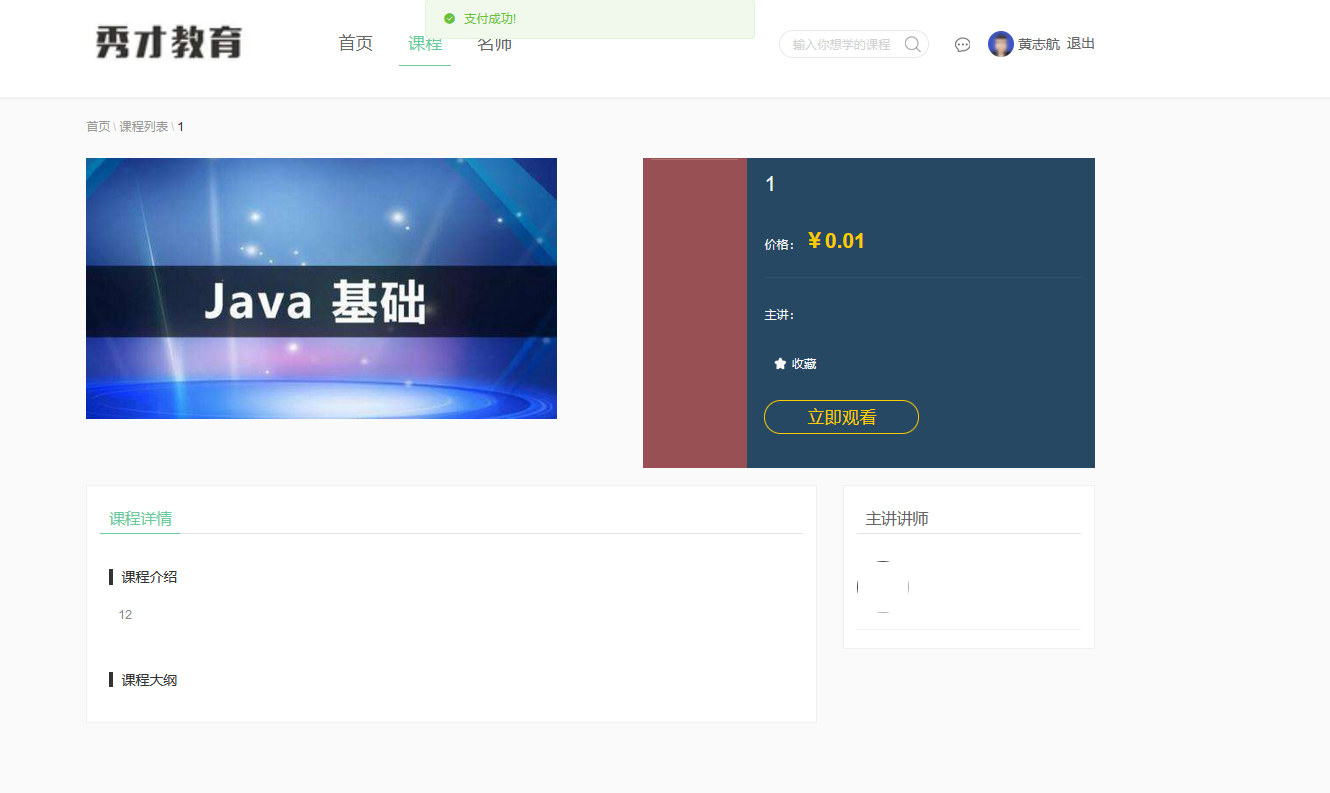 支付成功!
秀才教育
首页
课程
名师
输入你想学的课程
黄志航 退出
首页 \ 课程列表 \ 1
Java 基础
1
价格： ￥0.01
主讲：
收藏
立即观看
课程详情
课程介绍
12
课程大纲
主讲讲师